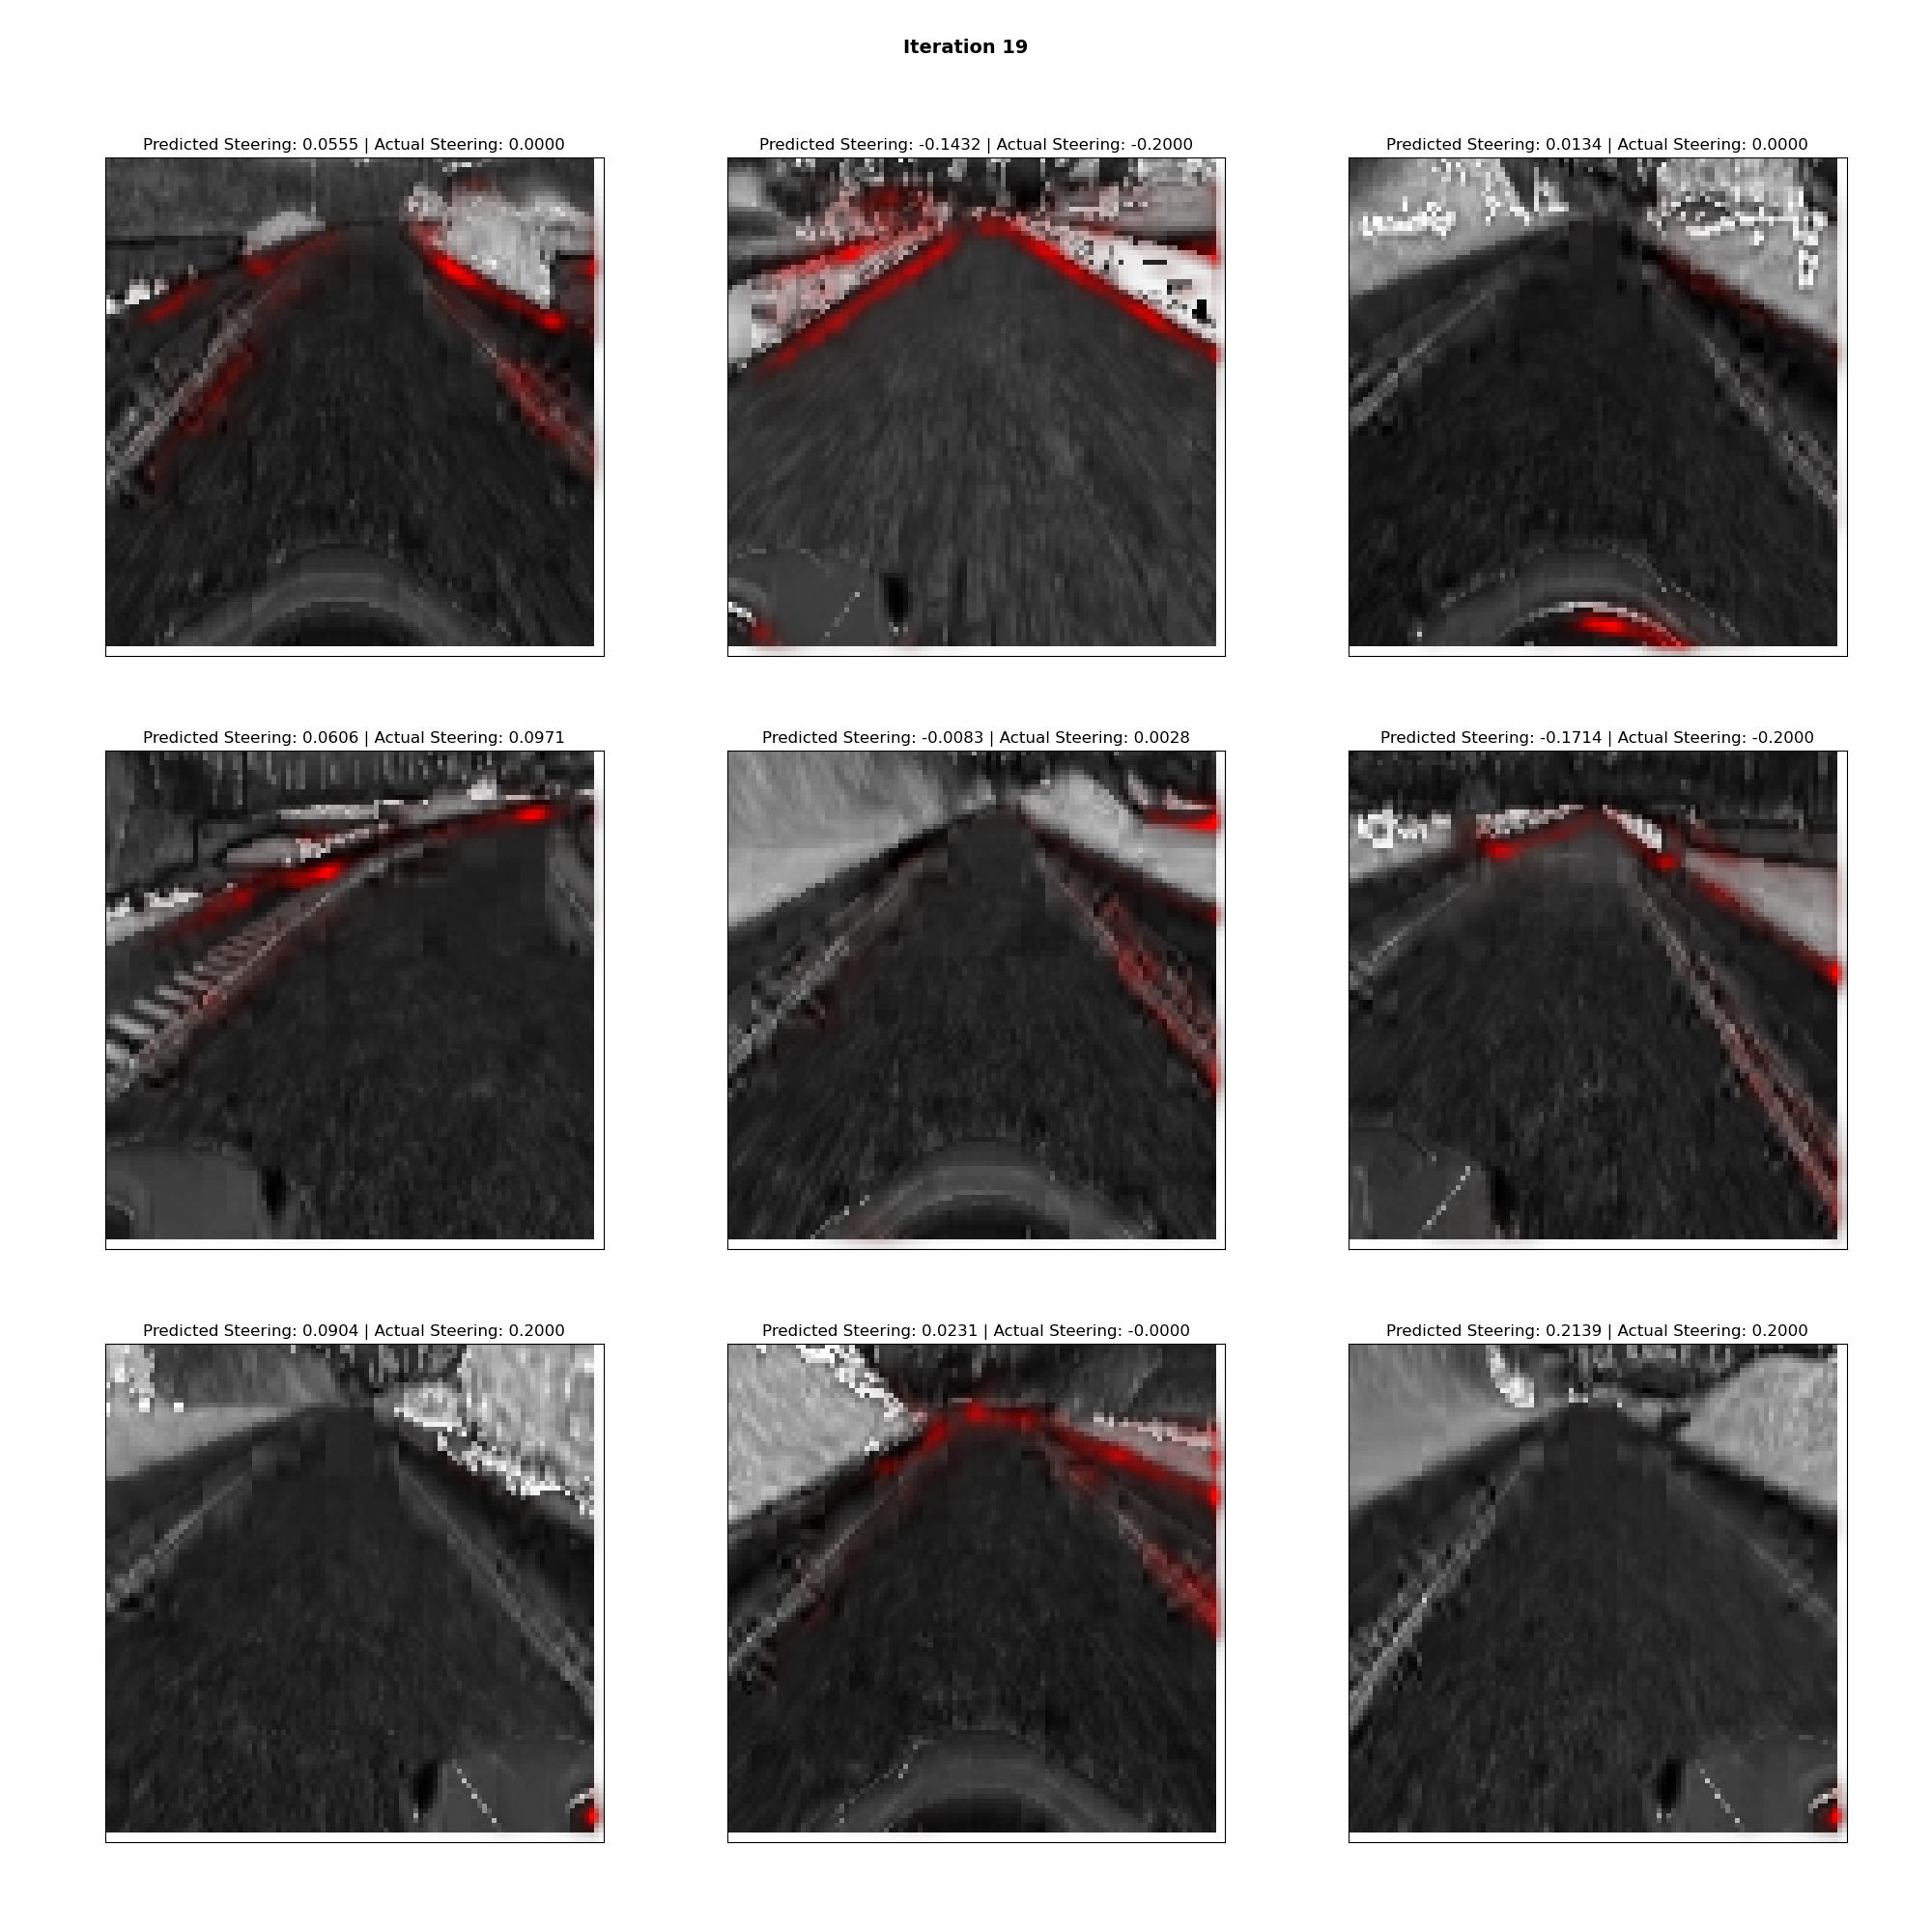 Iteration 19
Predicted Steering: 0.0555 | Actual Steering: 0.0000
Predicted Steering: -0.1432 | Actual Steering: -0.2000
Predicted Steering: 0.0134 | Actual Steering: 0.0000
Predicted Steering: 0.0606 | Actual Steering: 0.0971
Predicted Steering: -0.0083 | Actual Steering: 0.0028
Predicted Steering: -0.1714 | Actual Steering: -0.2000
Predicted Steering: 0.0904 | Actual Steering: 0.2000
Predicted Steering: 0.0231 | Actual Steering: -0.0000
Predicted Steering: 0.2139 | Actual Steering: 0.2000